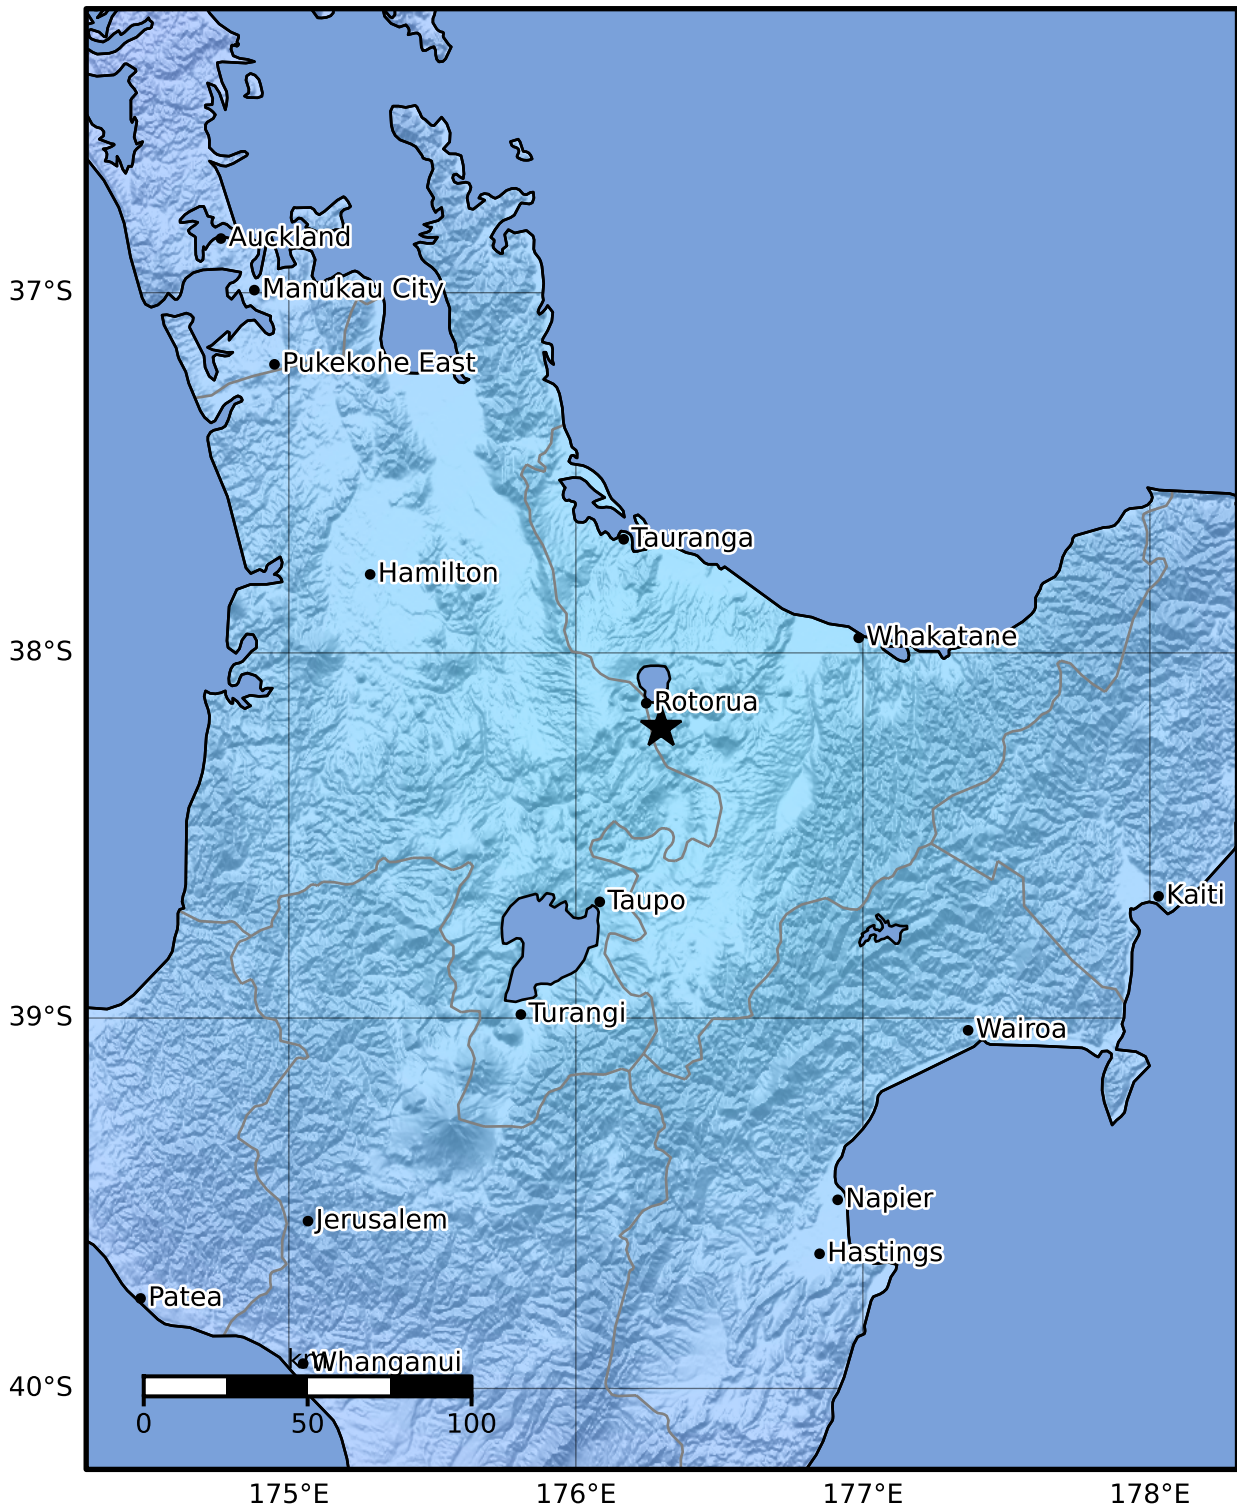 Auckland
37°S
Manukau City
Pukekohe East
Tauranga
Hamilton
38°S
Whakatane
Rotorua
Taupo
Kaiti
39°S
Turangi
Wairoa
Napier
Jerusalem
Hastings
Patea
km
Whanganui
40°S
0 50 100
175°E 176°E 177°E 178°E